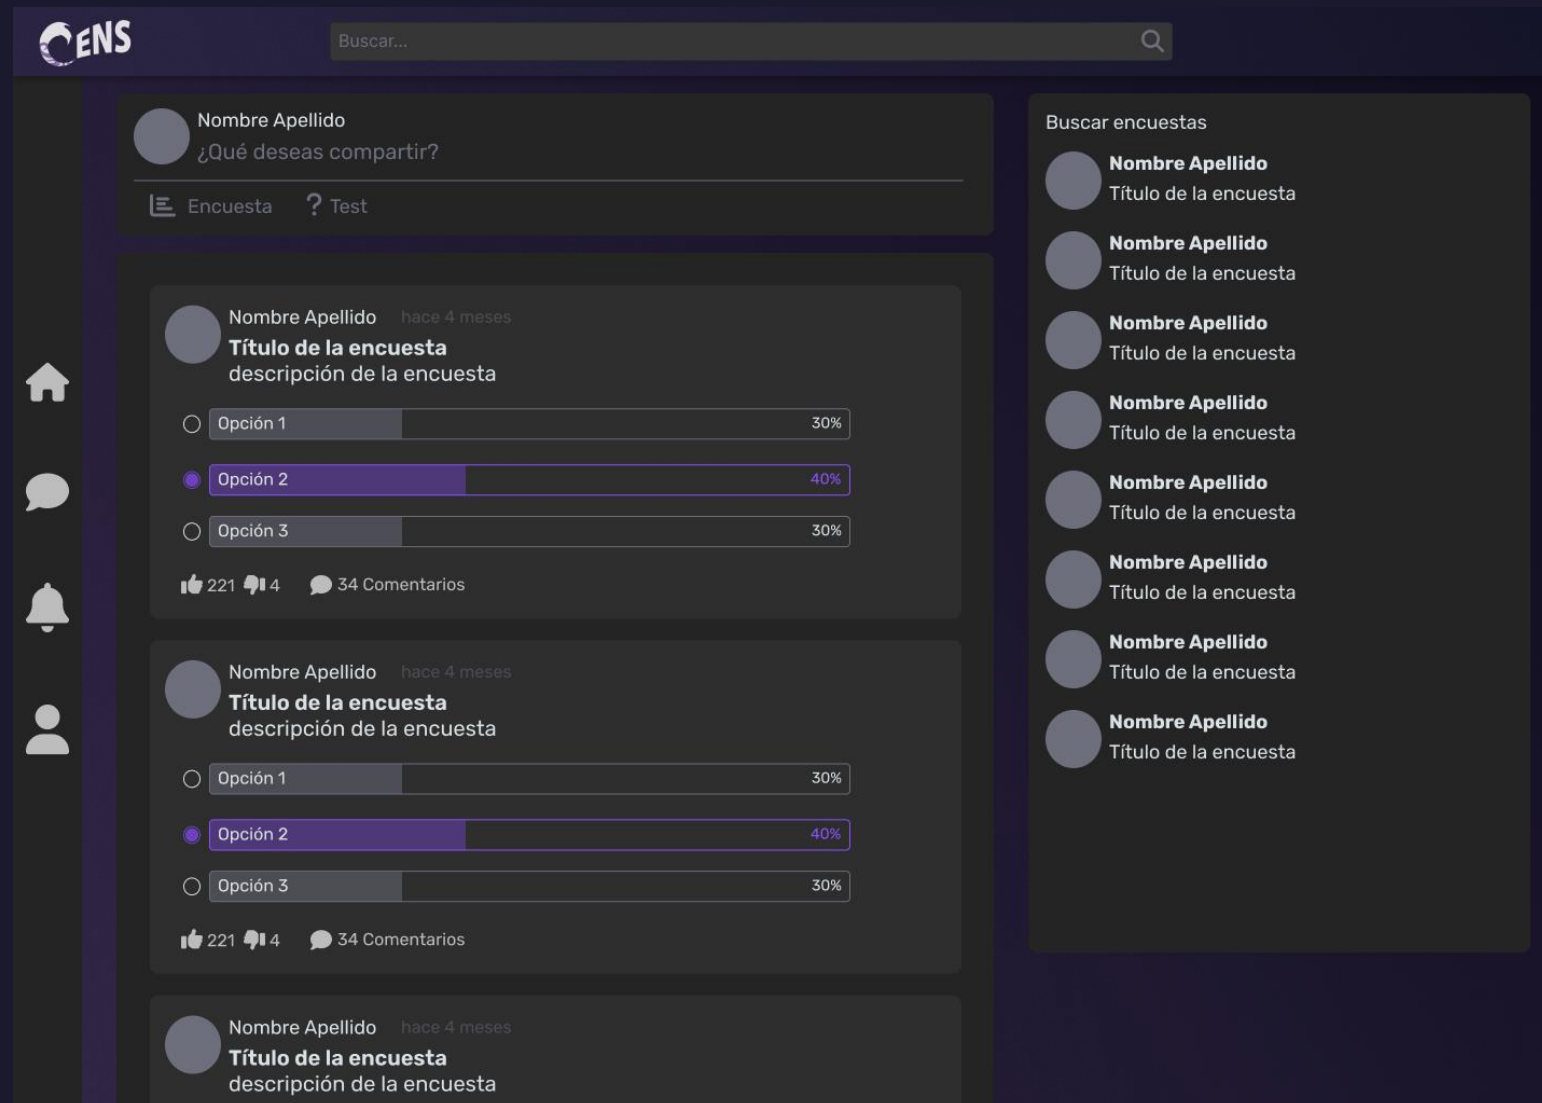 CENS
Buscar...
Nombre Apellido
¿Qué deseas compartir?
Encuesta ? Test
Nombre Apellido hace 4 meses
Título de la encuesta
descripción de la encuesta
Opción 1 30%
Opción 2 40%
Opción 3 30%
221 4 34 Comentarios
Nombre Apellido hace 4 meses
Título de la encuesta
descripción de la encuesta
Opción 1 30%
Opción 2 40%
Opción 3 30%
221 4 34 Comentarios
Nombre Apellido hace 4 meses
Título de la encuesta
descripción de la encuesta
Buscar encuestas
Nombre Apellido
Título de la encuesta
Nombre Apellido
Título de la encuesta
Nombre Apellido
Título de la encuesta
Nombre Apellido
Título de la encuesta
Nombre Apellido
Título de la encuesta
Nombre Apellido
Título de la encuesta
Nombre Apellido
Título de la encuesta
Nombre Apellido
Título de la encuesta